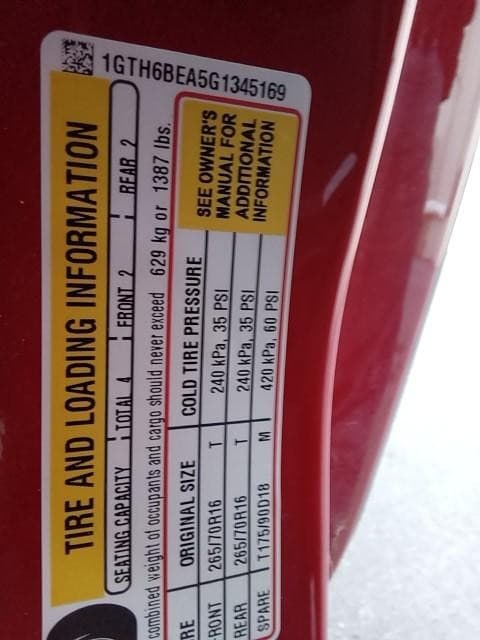 1GTH6BEA5G1345169
TIRE AND LOADING INFORMATION
SEATING CAPACITY TOTAL 4 FRONT 2 REAR 2
combined weight of occupants and cargo should never exceed 629 kg or 1387 lbs.
RE ORIGINAL SIZE COLD TIRE PRESSURE
FRONT 265/70R16 T 240 kPa, 35 PSI
REAR 265/70R16 T 240 kPa, 35 PSI
SPARE T175/90D18 M 420 kPa, 60 PSI
SEE OWNER'S
MANUAL FOR
ADDITIONAL
INFORMATION